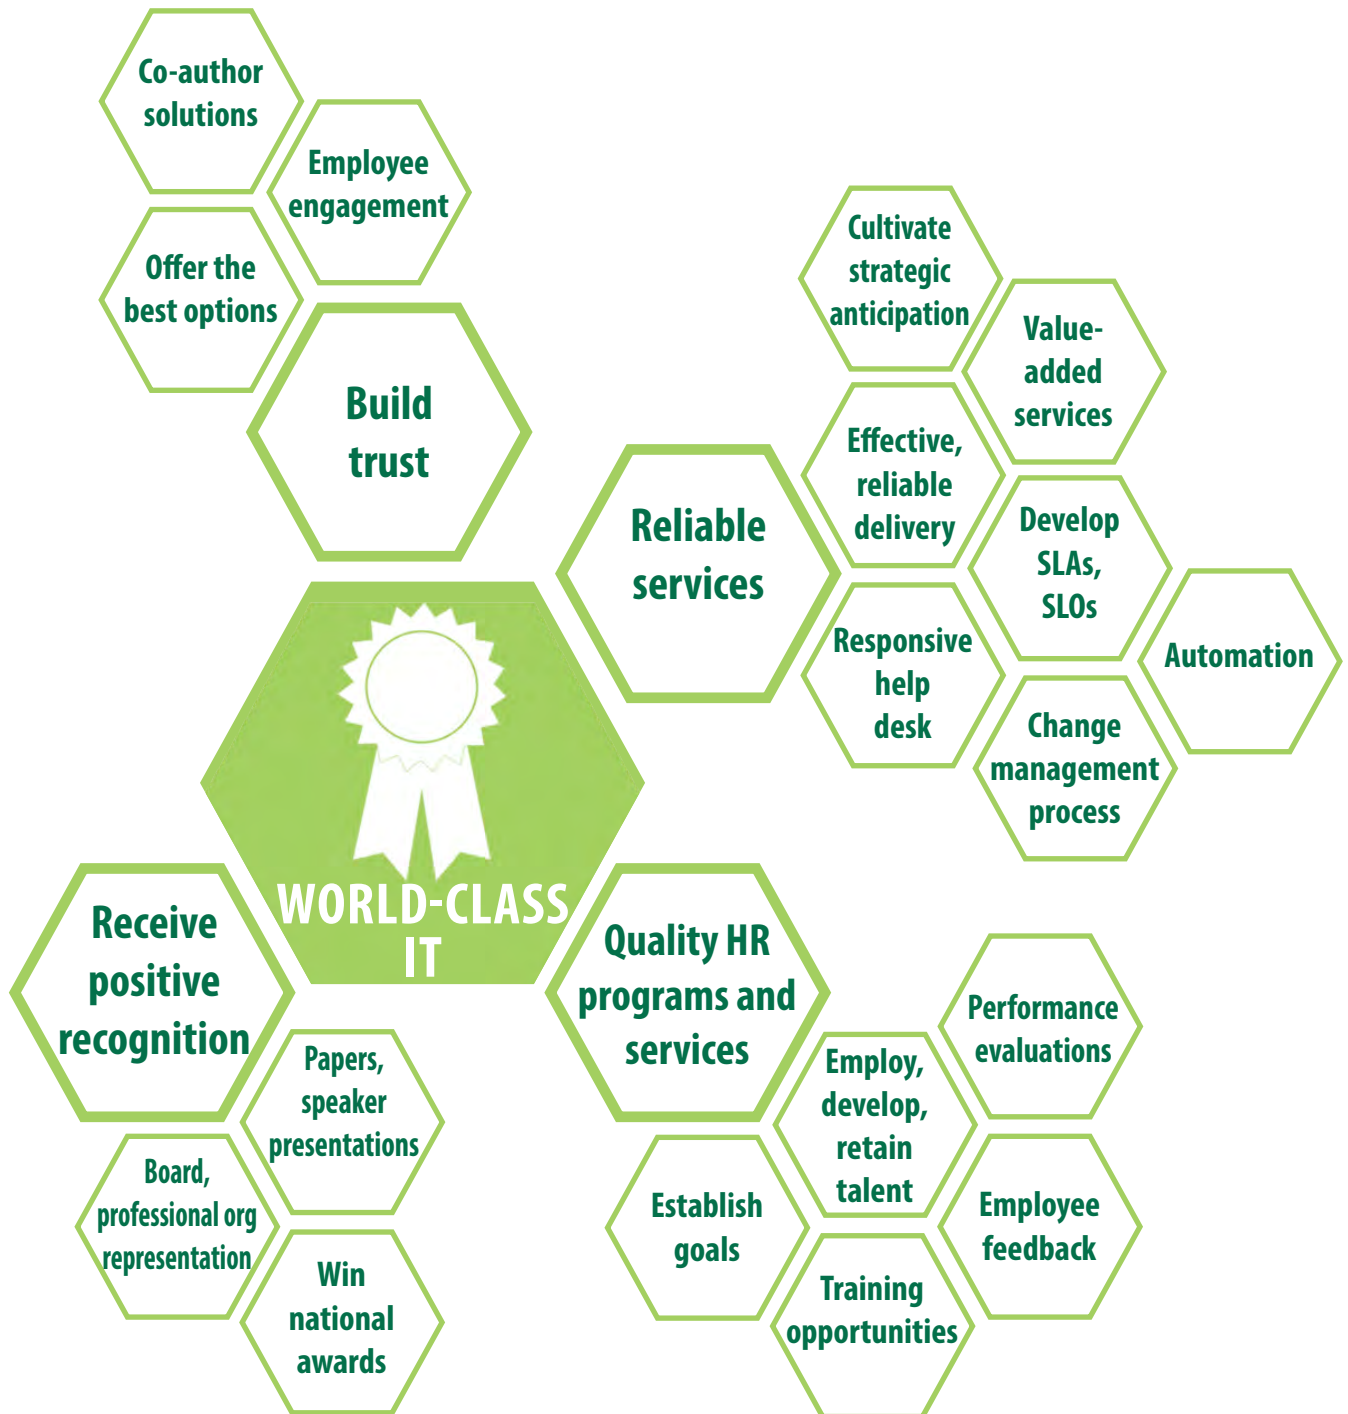 Co-author
solutions
Employee
engagement
Offer the
best options
Build
trust
Cultivate
strategic
anticipation
Value-
added
services
Effective,
reliable
delivery
Reliable
services
Develop
SLAs,
SLOs
Responsive
help
desk
Automation
Change
management
process
WORLD-CLASS
IT
Receive
positive
recognition
Papers,
speaker
presentations
Board,
professional org
representation
Win
national
awards
Quality HR
programs and
services
Performance
evaluations
Employ,
develop,
retain
talent
Establish
goals
Employee
feedback
Training
opportunities